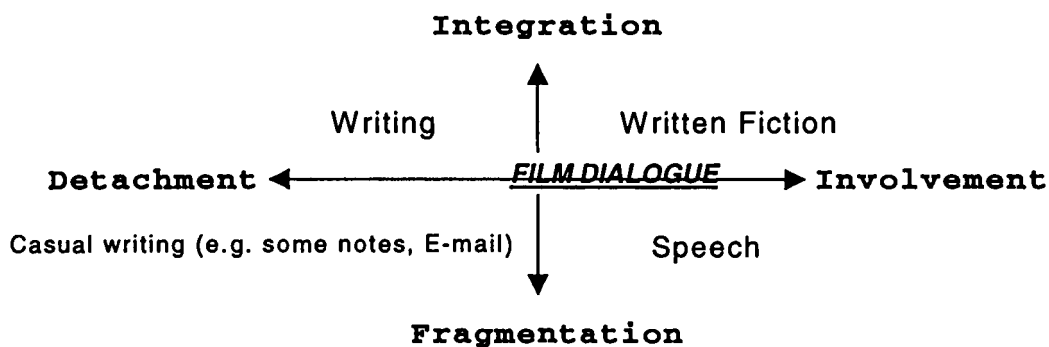 Integration
Writing Written Fiction
Detachment FILM DIALOGUE Involvement
Casual writing (e.g. some notes, E-mail) Speech
Fragmentation